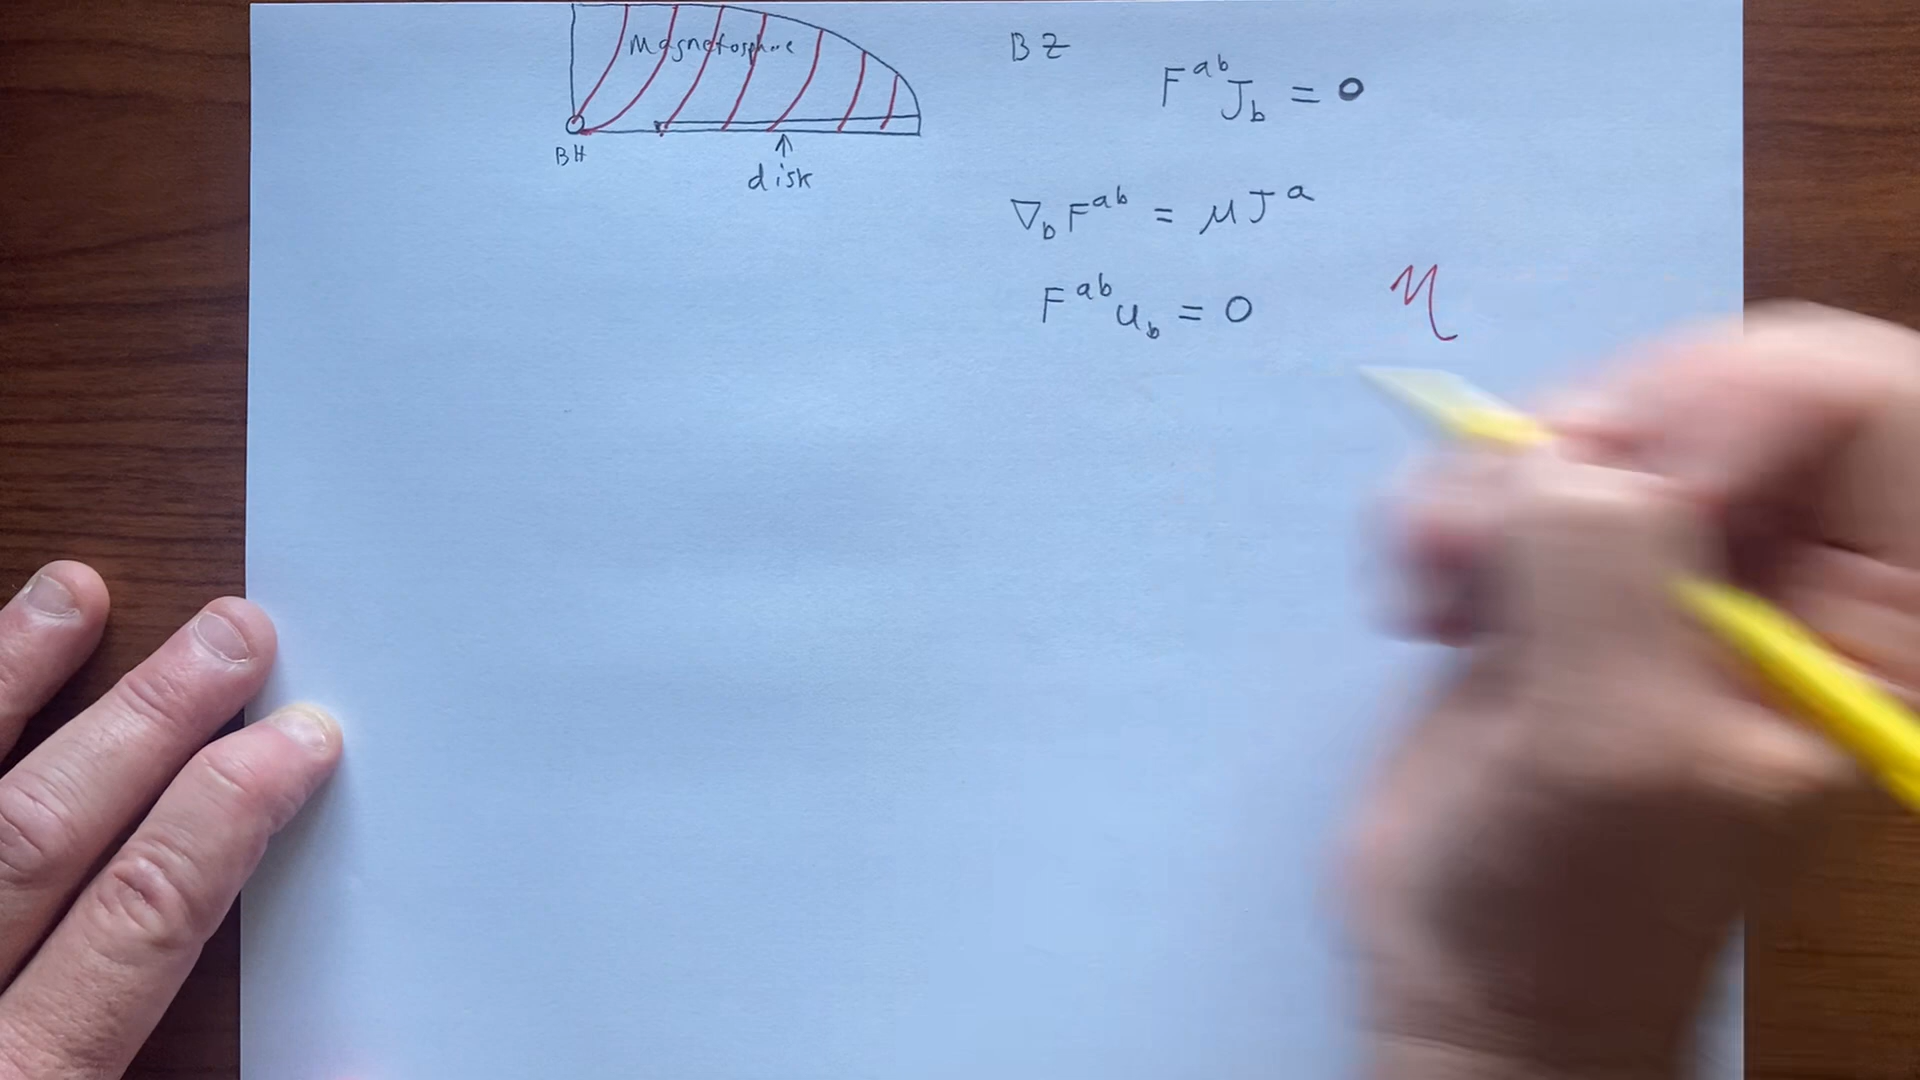 Magnetosphere
BH
disk
BZ
F^{ab} J_b = 0
∇_b F^{ab} = μ J^a
F^{ab} u_b = 0
η